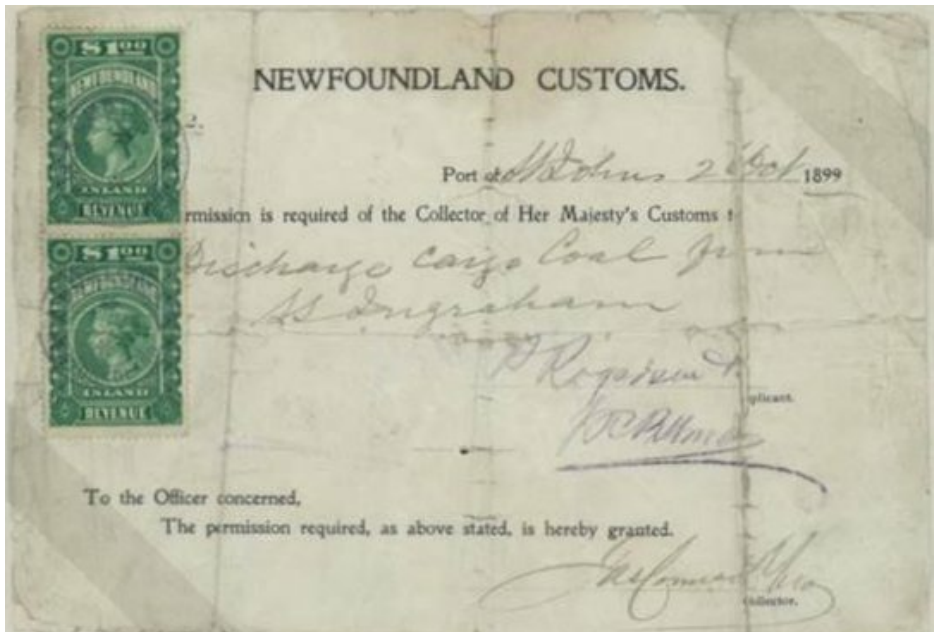 $1.00
NEWFOUNDLAND
INLAND
REVENUE
$1.00
NEWFOUNDLAND
INLAND
REVENUE
NEWFOUNDLAND CUSTOMS.
Port of St Johns 2 Oct 1899
rmission is required of the Collector of Her Majesty's Customs t
Discharge cargo Coal from
SS Ingraham
plicant.
To the Officer concerned,
The permission required, as above stated, is hereby granted.
ollector.